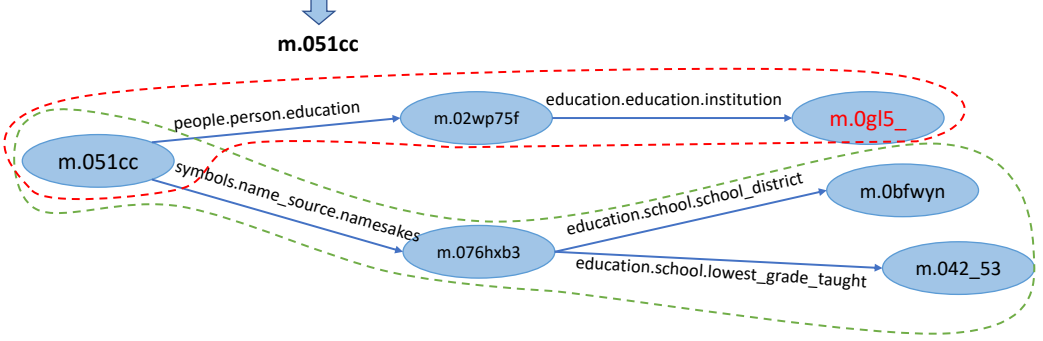 m.051cc
people.person.education
m.02wp75f
education.education.institution
m.0gl5_
m.051cc
symbols.name_source.namesakes
m.076hxb3
education.school.school_district
m.0bfwyn
education.school.lowest_grade_taught
m.042_53